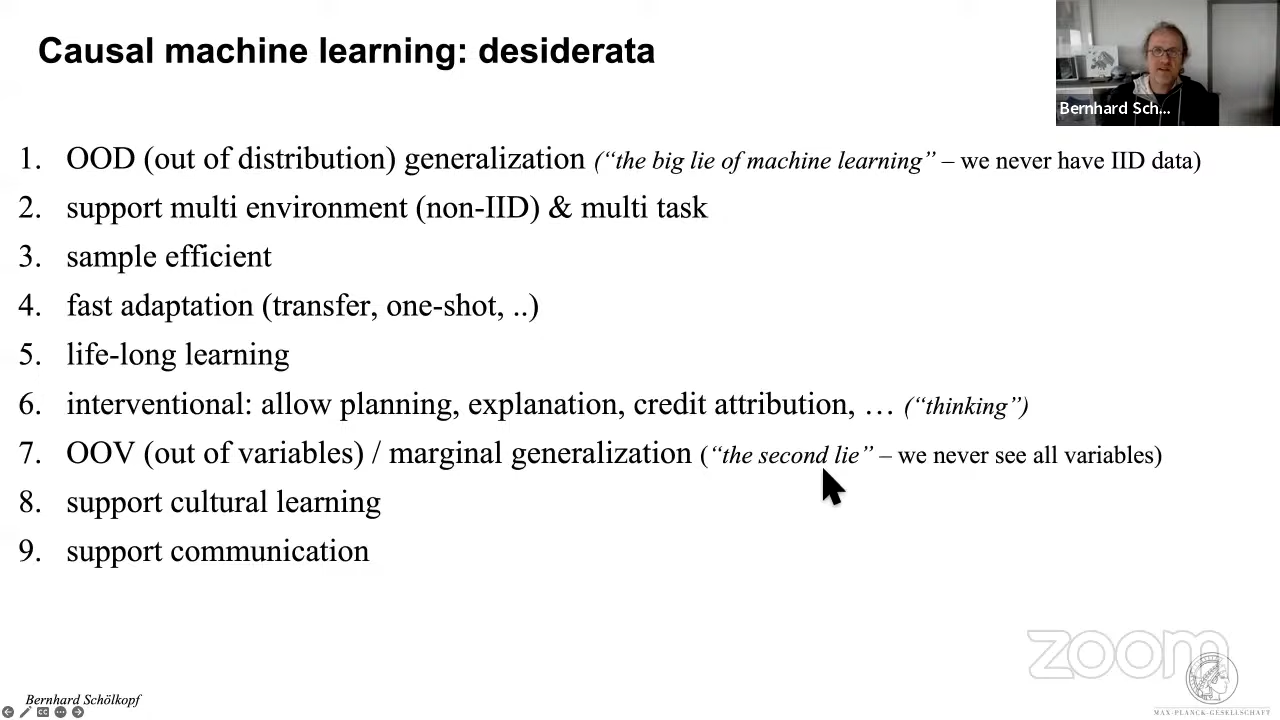 Causal machine learning: desiderata
Bernhard Sch...
1. OOD (out of distribution) generalization (“the big lie of machine learning” – we never have IID data)
2. support multi environment (non-IID) & multi task
3. sample efficient
4. fast adaptation (transfer, one-shot, ..)
5. life-long learning
6. interventional: allow planning, explanation, credit attribution, … (“thinking”)
7. OOV (out of variables) / marginal generalization (“the second lie” – we never see all variables)
8. support cultural learning
9. support communication
zoom
Bernhard Schölkopf
CC
MAX-PLANCK-GESELLSCHAFT